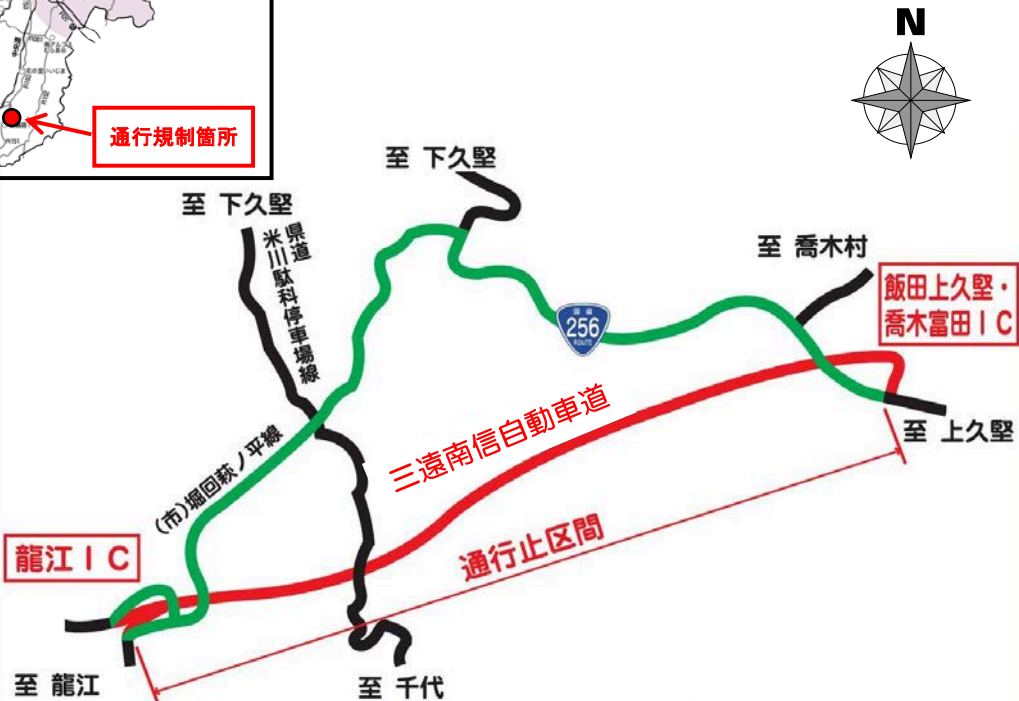 通行規制箇所
N
至 下久堅
至 下久堅
県道
米川駄科停車場線
至 喬木村
飯田上久堅・
喬木富田IC
国道
256
ROUTE
三遠南信自動車道
至 上久堅
(市)堀回萩ノ平線
通行止区間
龍江IC
至 龍江
至 千代